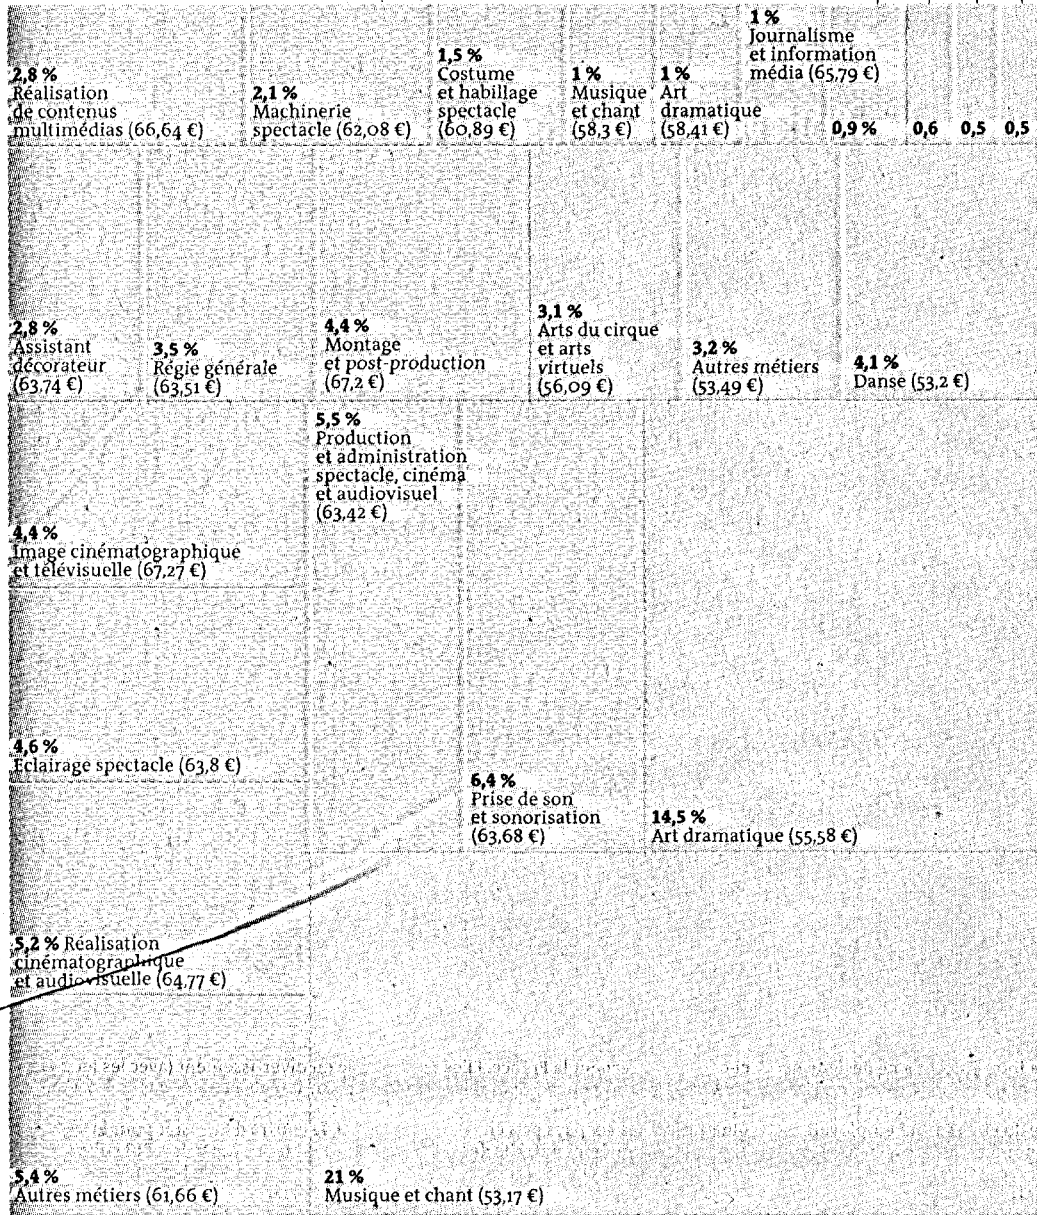 1 %
Journalisme
et information
média (65,79 €)
2,8 %
Réalisation
de contenus
multimédias (66,64 €)
2,1 %
Machinerie
spectacle (62,08 €)
1,5 %
Costume
et habillage
spectacle
(60,89 €)
1 %
Musique
et chant
(58,3 €)
1 %
Art
dramatique
(58,41 €)
0,9 %
0,6
0,5
0,5
2,8 %
Assistant
décorateur
(63,74 €)
3,5 %
Régie générale
(63,51 €)
4,4 %
Montage
et post-production
(67,2 €)
3,1 %
Arts du cirque
et arts
virtuels
(56,09 €)
3,2 %
Autres métiers
(53,49 €)
4,1 %
Danse (53,2 €)
4,4 %
Image cinématographique
et télévisuelle (67,27 €)
5,5 %
Production
et administration
spectacle, cinéma
et audiovisuel
(63,42 €)
4,6 %
Eclairage spectacle (63,8 €)
6,4 %
Prise de son
et sonorisation
(63,68 €)
14,5 %
Art dramatique (55,58 €)
5,2 % Réalisation
cinématographique
et audiovisuelle (64,77 €)
5,4 %
Autres métiers (61,66 €)
21 %
Musique et chant (53,17 €)